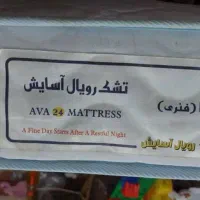 تشک رویال آسایش
(فنری)
AVA 24 MATTRESS
A Fine Day Starts After A Restful Night
رویال آسایش